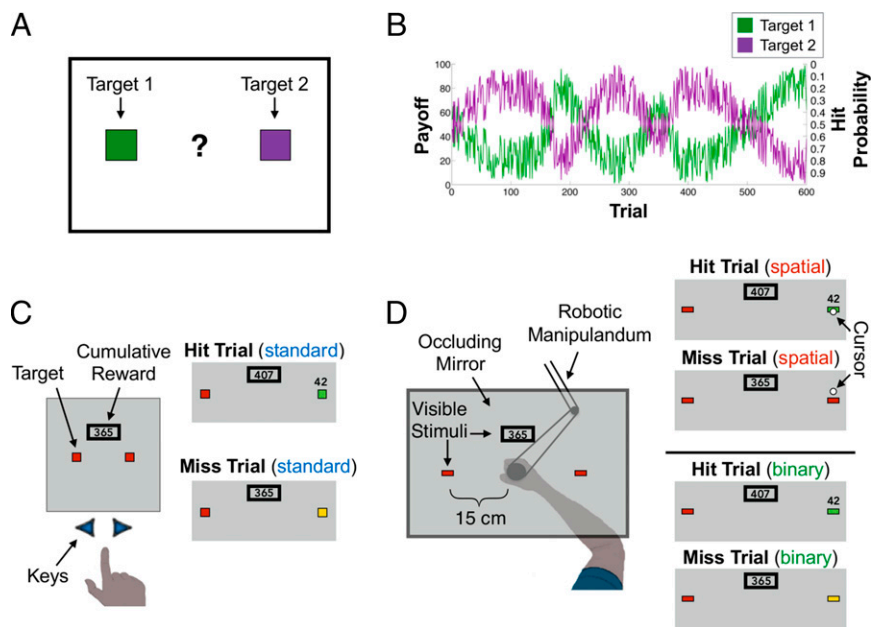 A
Target 1
Target 2
?
B
Target 1
Target 2
Payoff
100
80
60
40
20
0
0
0.1
0.2
0.3
0.4
0.5
0.6
0.7
0.8
0.9
Hit
Probability
0
100
200
300
400
500
600
Trial
C
Target
Cumulative
Reward
365
Keys
Hit Trial (standard)
407
42
Miss Trial (standard)
365
D
Occluding
Mirror
Robotic
Manipulandum
Visible
Stimuli
365
15 cm
Hit Trial (spatial)
407
42
Miss Trial (spatial)
365
Cursor
Hit Trial (binary)
407
42
Miss Trial (binary)
365